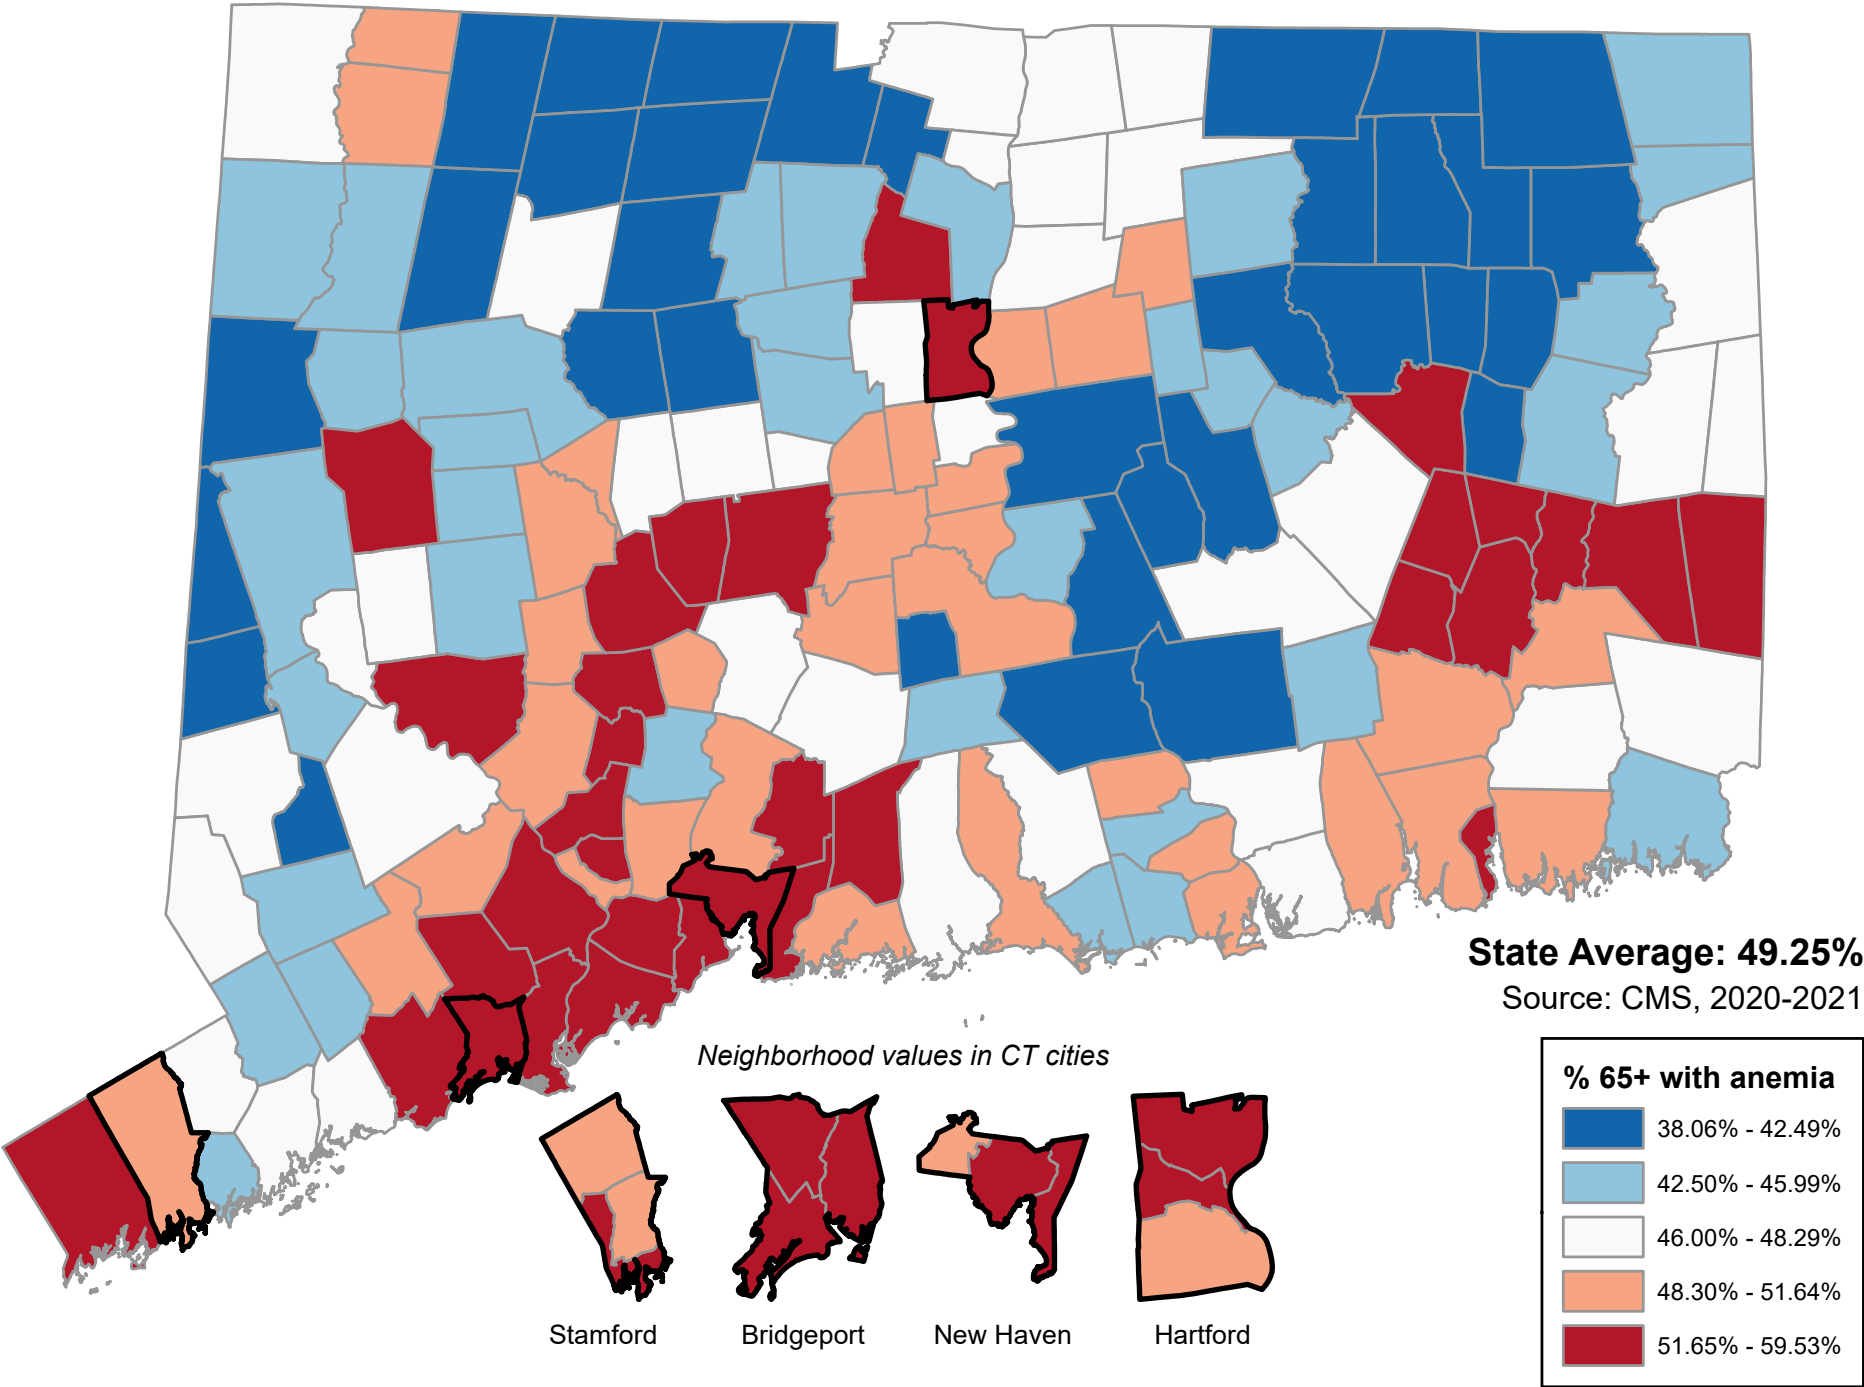 State Average: 49.25%
Source: CMS, 2020-2021
Neighborhood values in CT cities
% 65+ with anemia
38.06% - 42.49%
42.50% - 45.99%
46.00% - 48.29%
48.30% - 51.64%
51.65% - 59.53%
Stamford
Bridgeport
New Haven
Hartford